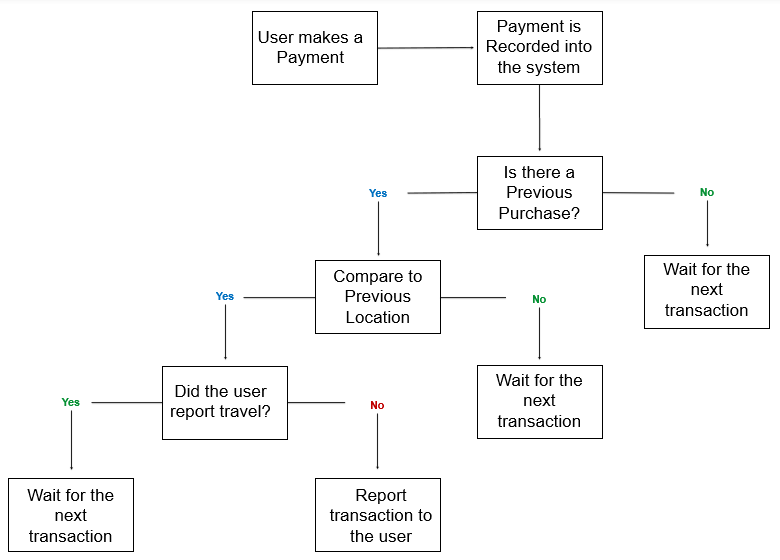 User makes a
Payment
Payment is
Recorded into
the system
Is there a
Previous
Purchase?
Yes
No
Compare to
Previous
Location
Wait for the
next
transaction
Yes
No
Did the user
report travel?
Wait for the
next
transaction
Yes
No
Wait for the
next
transaction
Report
transaction to
the user